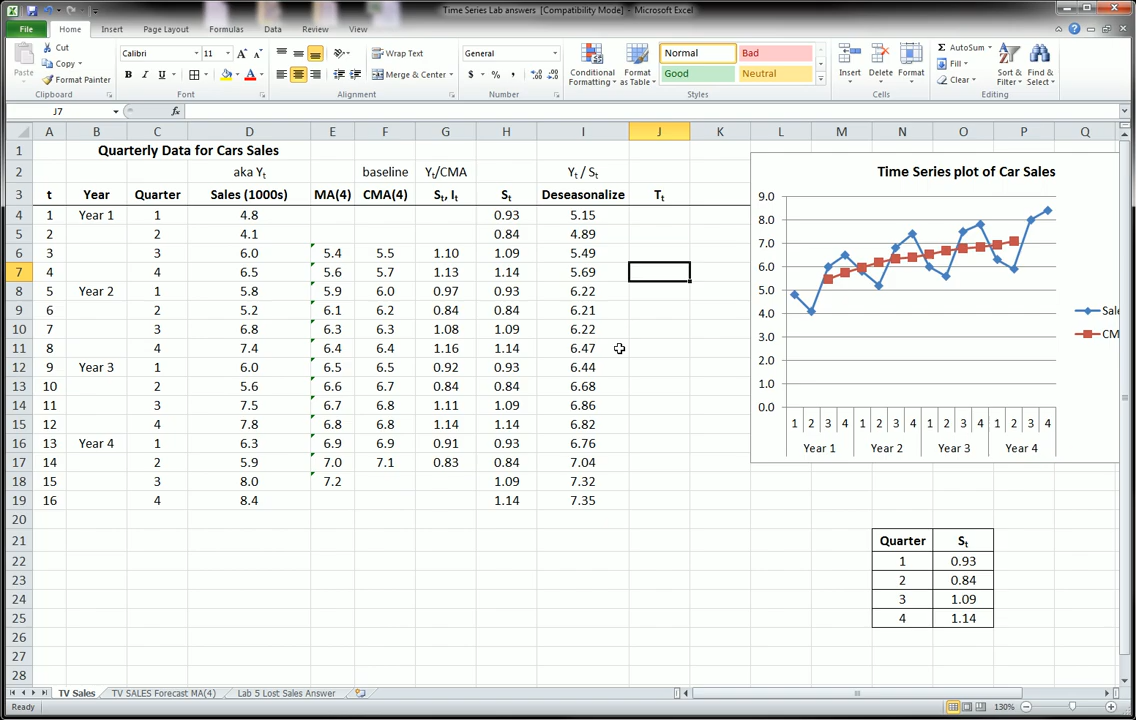 Time Series Lab answers [Compatibility Mode] - Microsoft Excel
File Home Insert Page Layout Formulas Data Review View
Paste
Cut
Copy
Format Painter
Clipboard
Calibri 11
B I U
Font
Wrap Text
Merge & Center
Alignment
General
$ % ,
Number
Conditional Formatting
Format as Table
Normal Bad
Good Neutral
Styles
Insert Delete Format
Cells
AutoSum
Fill
Clear
Sort & Filter
Find & Select
Editing
J7 fx
A B C D E F G H I J K L M N O P Q
1 Quarterly Data for Cars Sales
2 aka Yt baseline Yt/CMA Yt / St
3 t Year Quarter Sales (1000s) MA(4) CMA(4) St, It St Deseasonalize Tt
4 1 Year 1 1 4.8 0.93 5.15
5 2 2 4.1 0.84 4.89
6 3 3 6.0 5.4 5.5 1.10 1.09 5.49
7 4 4 6.5 5.6 5.7 1.13 1.14 5.69
8 5 Year 2 1 5.8 5.9 6.0 0.97 0.93 6.22
9 6 2 5.2 6.1 6.2 0.84 0.84 6.21
10 7 3 6.8 6.3 6.3 1.08 1.09 6.22
11 8 4 7.4 6.4 6.4 1.16 1.14 6.47
12 9 Year 3 1 6.0 6.5 6.5 0.92 0.93 6.44
13 10 2 5.6 6.6 6.7 0.84 0.84 6.68
14 11 3 7.5 6.7 6.8 1.11 1.09 6.86
15 12 4 7.8 6.8 6.8 1.14 1.14 6.82
16 13 Year 4 1 6.3 6.9 6.9 0.91 0.93 6.76
17 14 2 5.9 7.0 7.1 0.83 0.84 7.04
18 15 3 8.0 7.2 1.09 7.32
19 16 4 8.4 1.14 7.35
20
21
22
23
24
25
26
27
28
Time Series plot of Car Sales
9.0
8.0
7.0
6.0
5.0
4.0
3.0
2.0
1.0
0.0
1 2 3 4 1 2 3 4 1 2 3 4 1 2 3 4
Year 1 Year 2 Year 3 Year 4
Sale
CM
Quarter St
1 0.93
2 0.84
3 1.09
4 1.14
TV Sales TV SALES Forecast MA(4) Lab 5 Lost Sales Answer
Ready 130%